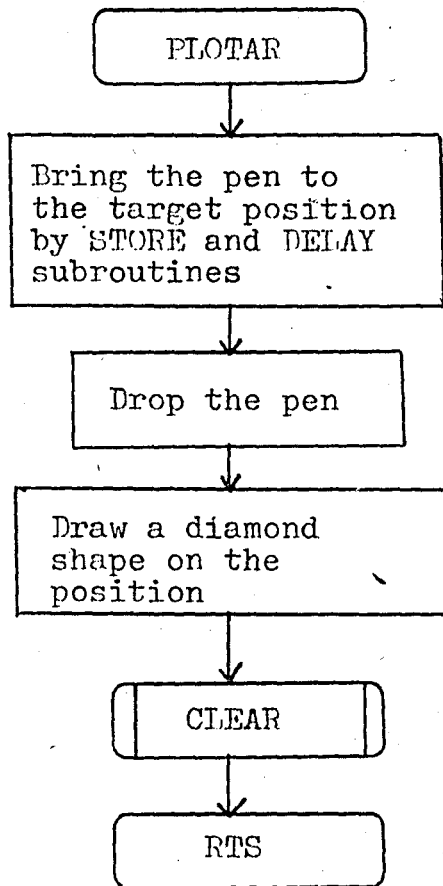 PLOTAR
Bring the pen to
the target position
by STORE and DELAY
subroutines
Drop the pen
Draw a diamond
shape on the
position
CLEAR
RTS